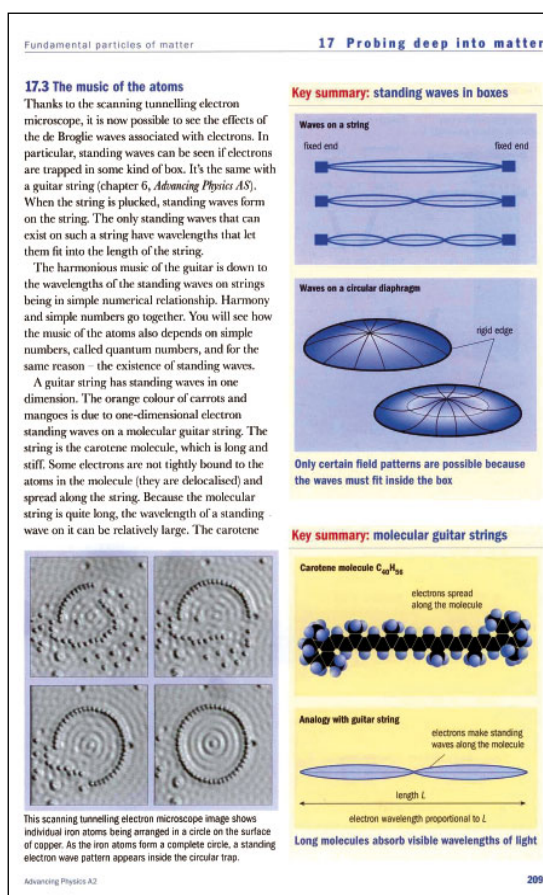 Fundamental particles of matter
17 Probing deep into matter
17.3 The music of the atoms
Thanks to the scanning tunnelling electron
microscope, it is now possible to see the effects of
the de Broglie waves associated with electrons. In
particular, standing waves can be seen if electrons
are trapped in some kind of box. It's the same with
a guitar string (chapter 6, Advancing Physics AS).
When the string is plucked, standing waves form
on the string. The only standing waves that can
exist on such a string have wavelengths that let
them fit into the length of the string.
The harmonious music of the guitar is down to
the wavelengths of the standing waves on strings
being in simple numerical relationship. Harmony
and simple numbers go together. You will see how
the music of the atoms also depends on simple
numbers, called quantum numbers, and for the
same reason – the existence of standing waves.
A guitar string has standing waves in one
dimension. The orange colour of carrots and
mangoes is due to one-dimensional electron
standing waves on a molecular guitar string. The
string is the carotene molecule, which is long and
stiff. Some electrons are not tightly bound to the
atoms in the molecule (they are delocalised) and
spread along the string. Because the molecular
string is quite long, the wavelength of a standing
wave on it can be relatively large. The carotene
This scanning tunnelling electron microscope image shows
individual iron atoms being arranged in a circle on the surface
of copper. As the iron atoms form a complete circle, a standing
electron wave pattern appears inside the circular trap.
Key summary: standing waves in boxes
Waves on a string
fixed end
fixed end
Waves on a circular diaphragm
rigid edge
Only certain field patterns are possible because
the waves must fit inside the box
Key summary: molecular guitar strings
Carotene molecule C40H56
electrons spread
along the molecule
Analogy with guitar string
electrons make standing
waves along the molecule
length L
electron wavelength proportional to L
Long molecules absorb visible wavelengths of light
Advancing Physics A2
209